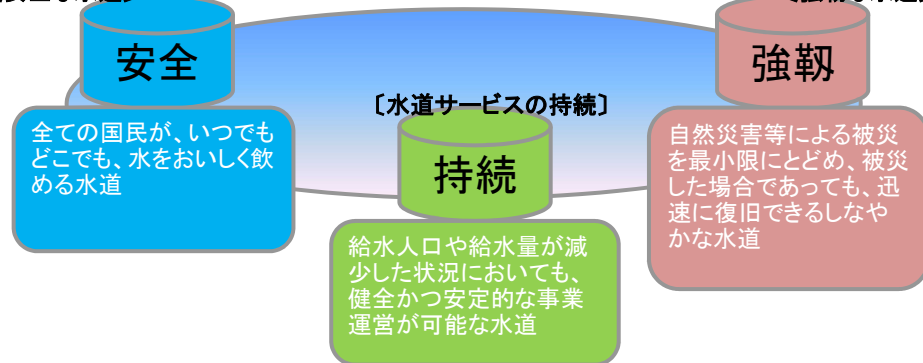 安全
全ての国民が、いつでも
どこでも、水をおいしく飲
める水道
〔水道サービスの持続〕
持続
給水人口や給水量が減
少した状況においても、
健全かつ安定的な事業
運営が可能な水道
強靱
自然災害等による被災
を最小限にとどめ、被災
した場合であっても、迅
速に復旧できるしなや
かな水道